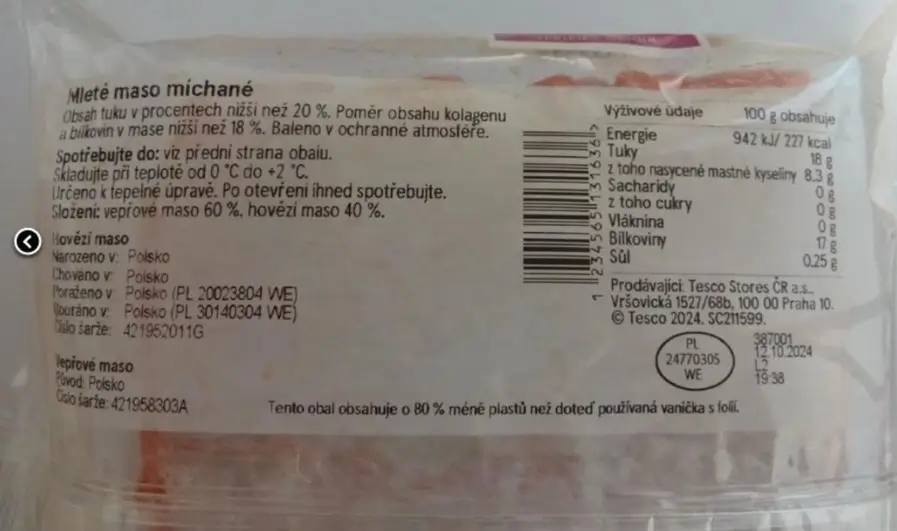 Mleté maso míchané
Obsah tuku v procentech nižší než 20 %. Poměr obsahu kolagenu
a bílkovin v mase nižší než 18 %. Baleno v ochranné atmosféře.
Spotřebujte do: viz přední strana obalu.
Skladujte při teplotě od 0 °C do +2 °C.
Určeno k tepelné úpravě. Po otevření ihned spotřebujte.
Složení: vepřové maso 60 %, hovězí maso 40 %.
Hovězí maso
Narozeno v: Polsko
Chováno v: Polsko
Poraženo v: Polsko (PL 20023804 WE)
Bouráno v: Polsko (PL 30140304 WE)
Číslo šarže: 421952011G
Vepřové maso
Původ: Polsko
Číslo šarže: 421958303A
Výživové údaje 100 g obsahuje
Energie 942 kJ/ 227 kcal
Tuky 18 g
z toho nasycené mastné kyseliny 8.3 g
Sacharidy 0 g
z toho cukry 0 g
Vláknina 0 g
Bílkoviny 17 g
Sůl 0.25 g
Prodávající: Tesco Stores ČR a.s.,
Vršovická 1527/68b, 100 00 Praha 10.
© Tesco 2024. SC211599.
PL
24770305
WE
387001
12.10.2024
L2
19:38
Tento obal obsahuje o 80 % méně plastů než doteď používaná vanička s folií.